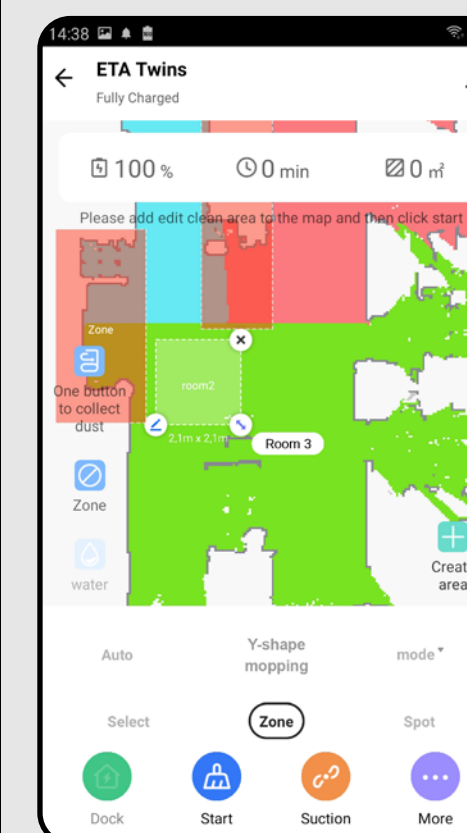 14:38
ETA Twins
Fully Charged
100 %
0 min
0 ㎡
Please add edit clean area to the map and then click start
Zone
room2
One button
to collect
dust
2,1m x 2,1m
Room 3
Zone
water
Creat
area
Auto
Y-shape
mopping
mode
Select
Zone
Spot
Dock
Start
Suction
More